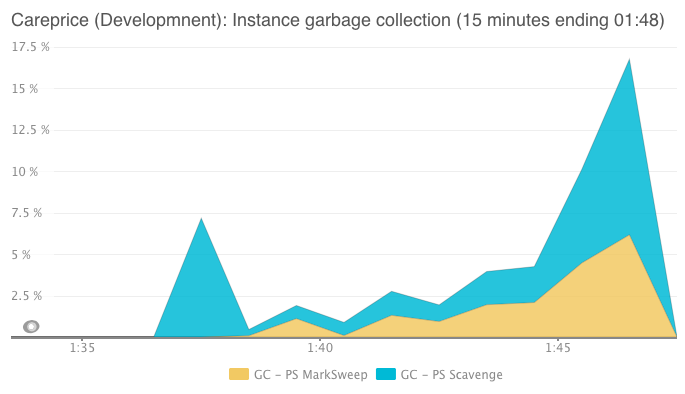 Careprice (Developmnent): Instance garbage collection (15 minutes ending 01:48)
17.5 %
15 %
12.5 %
10 %
7.5 %
5 %
2.5 %
1:35 1:40 1:45
GC - PS MarkSweep GC - PS Scavenge